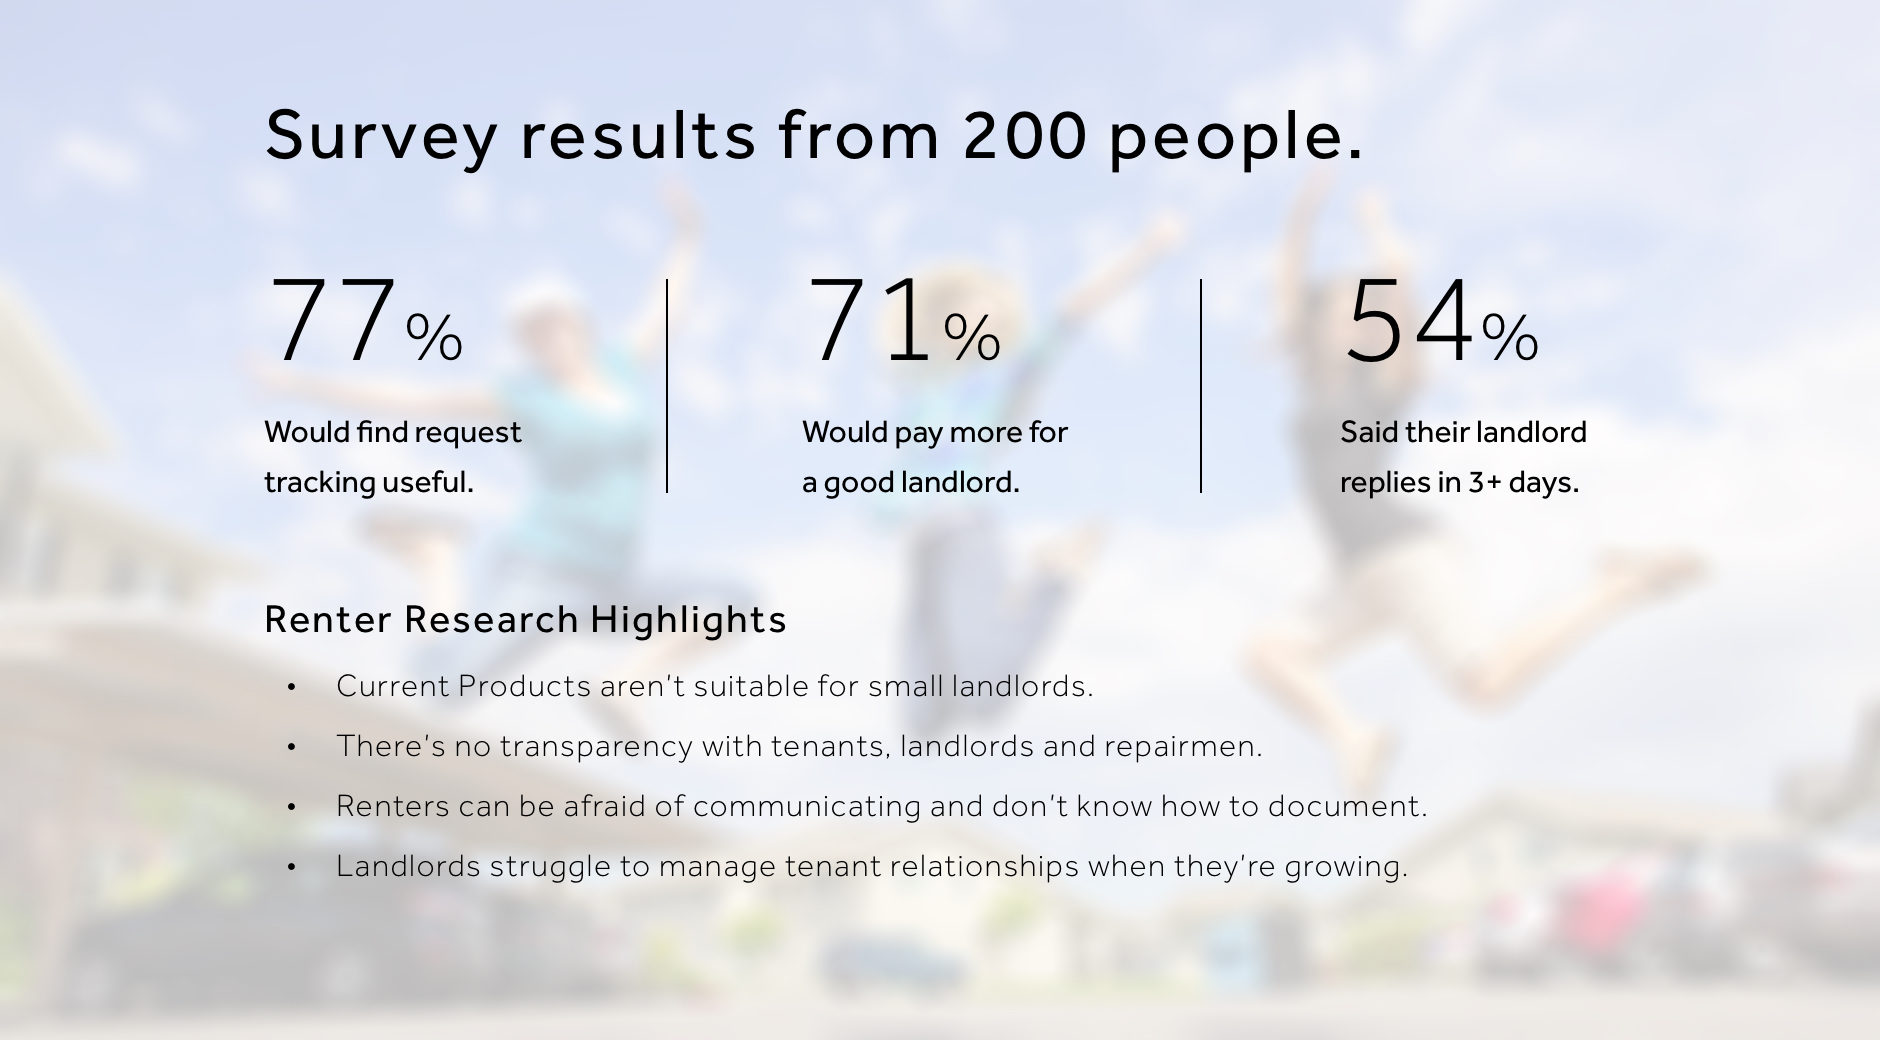 Survey results from 200 people.
77%
Would find request
tracking useful.
71%
Would pay more for
a good landlord.
54%
Said their landlord
replies in 3+ days.
Renter Research Highlights
• Current Products aren't suitable for small landlords.
• There's no transparency with tenants, landlords and repairmen.
• Renters can be afraid of communicating and don't know how to document.
• Landlords struggle to manage tenant relationships when they're growing.